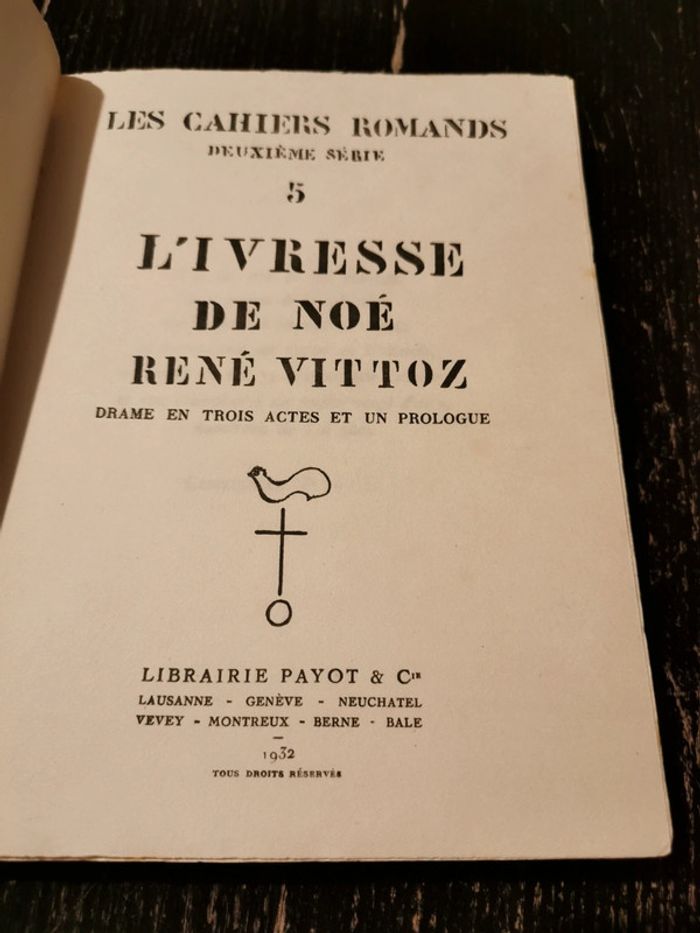 LES CAHIERS ROMANDS
DEUXIÈME SÉRIE
5
L'IVRESSE
DE NOÉ
RENÉ VITTOZ
DRAME EN TROIS ACTES ET UN PROLOGUE
LIBRAIRIE PAYOT & Cie
LAUSANNE - GENÈVE - NEUCHATEL
VEVEY - MONTREUX - BERNE - BALE
1932
TOUS DROITS RÉSERVÉS